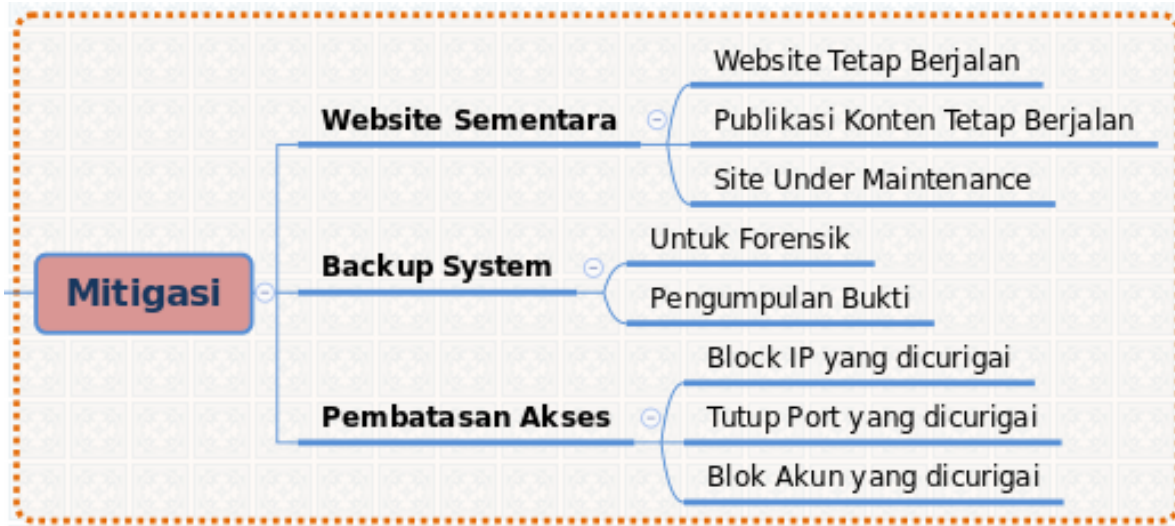 Mitigasi
Website Sementara
Website Tetap Berjalan
Publikasi Konten Tetap Berjalan
Site Under Maintenance
Backup System
Untuk Forensik
Pengumpulan Bukti
Pembatasan Akses
Block IP yang dicurigai
Tutup Port yang dicurigai
Blok Akun yang dicurigai